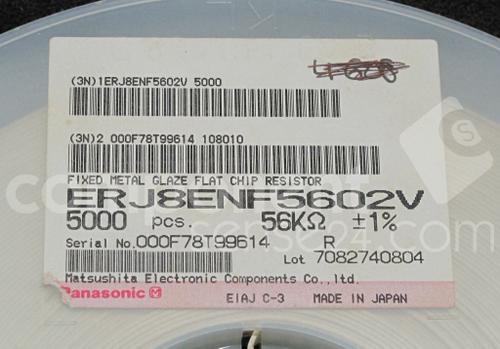 (3N)1ERJ8ENF5602V 5000
(3N)2 000F78T99614 108010
FIXED METAL GLAZE FLAT CHIP RESISTOR
ERJ8ENF5602V
5000 pcs. 56KΩ ±1%
Serial No.000F78T99614 R
Lot 7082740804
Matsushita Electronic Components Co.,ltd.
Panasonic M
EIAJ C-3 MADE IN JAPAN